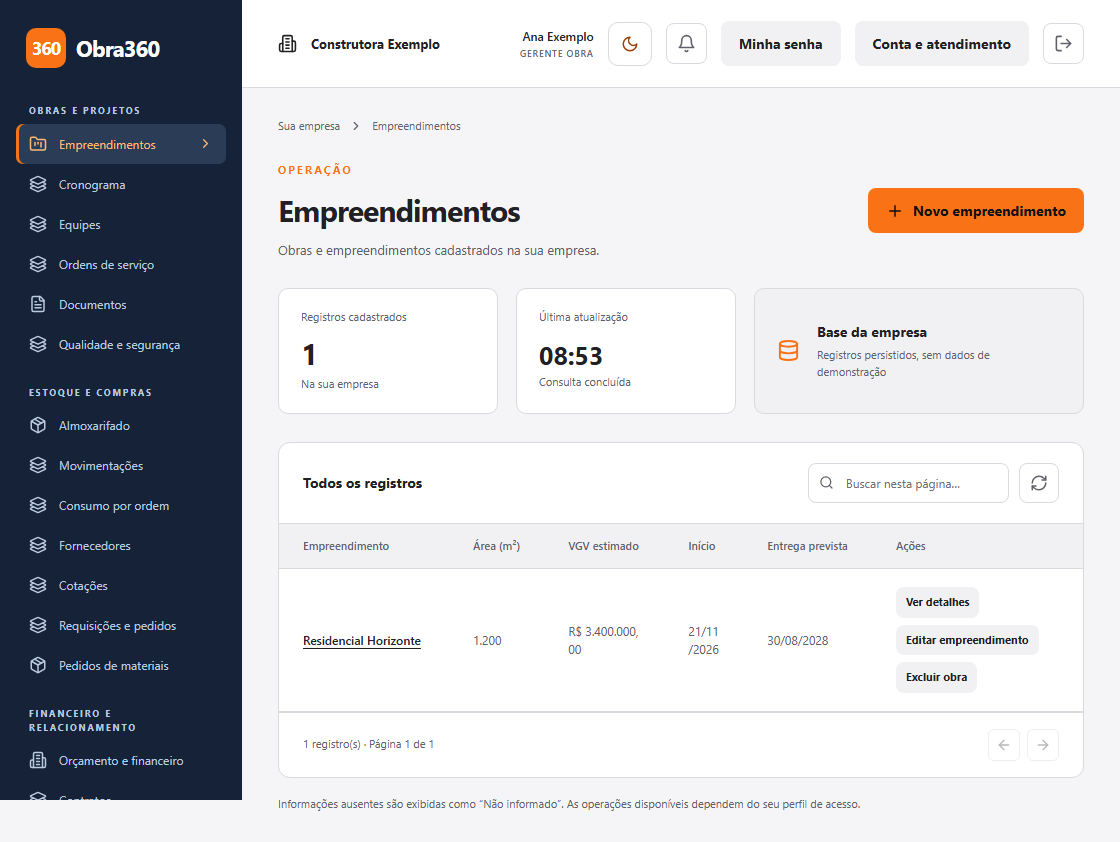 360 Obra360
OBRAS E PROJETOS
Empreendimentos
Cronograma
Equipes
Ordens de serviço
Documentos
Qualidade e segurança
ESTOQUE E COMPRAS
Almoxarifado
Movimentações
Consumo por ordem
Fornecedores
Cotações
Requisições e pedidos
Pedidos de materiais
FINANCEIRO E
RELACIONAMENTO
Orçamento e financeiro
Contratos
Construtora Exemplo
Ana Exemplo
GERENTE OBRA
Minha senha
Conta e atendimento
Sua empresa > Empreendimentos
OPERAÇÃO
Empreendimentos
Novo empreendimento
Obras e empreendimentos cadastrados na sua empresa.
Registros cadastrados
1
Na sua empresa
Última atualização
08:53
Consulta concluída
Base da empresa
Registros persistidos, sem dados de
demonstração
Todos os registros
Buscar nesta página...
Empreendimento Área (m²) VGV estimado Início Entrega prevista Ações
Residencial Horizonte
1.200
R$ 3.400.000,
00
21/11
/2026
30/08/2028
Ver detalhes
Editar empreendimento
Excluir obra
1 registro(s) · Página 1 de 1
Informações ausentes são exibidas como “Não informado”. As operações disponíveis dependem do seu perfil de acesso.